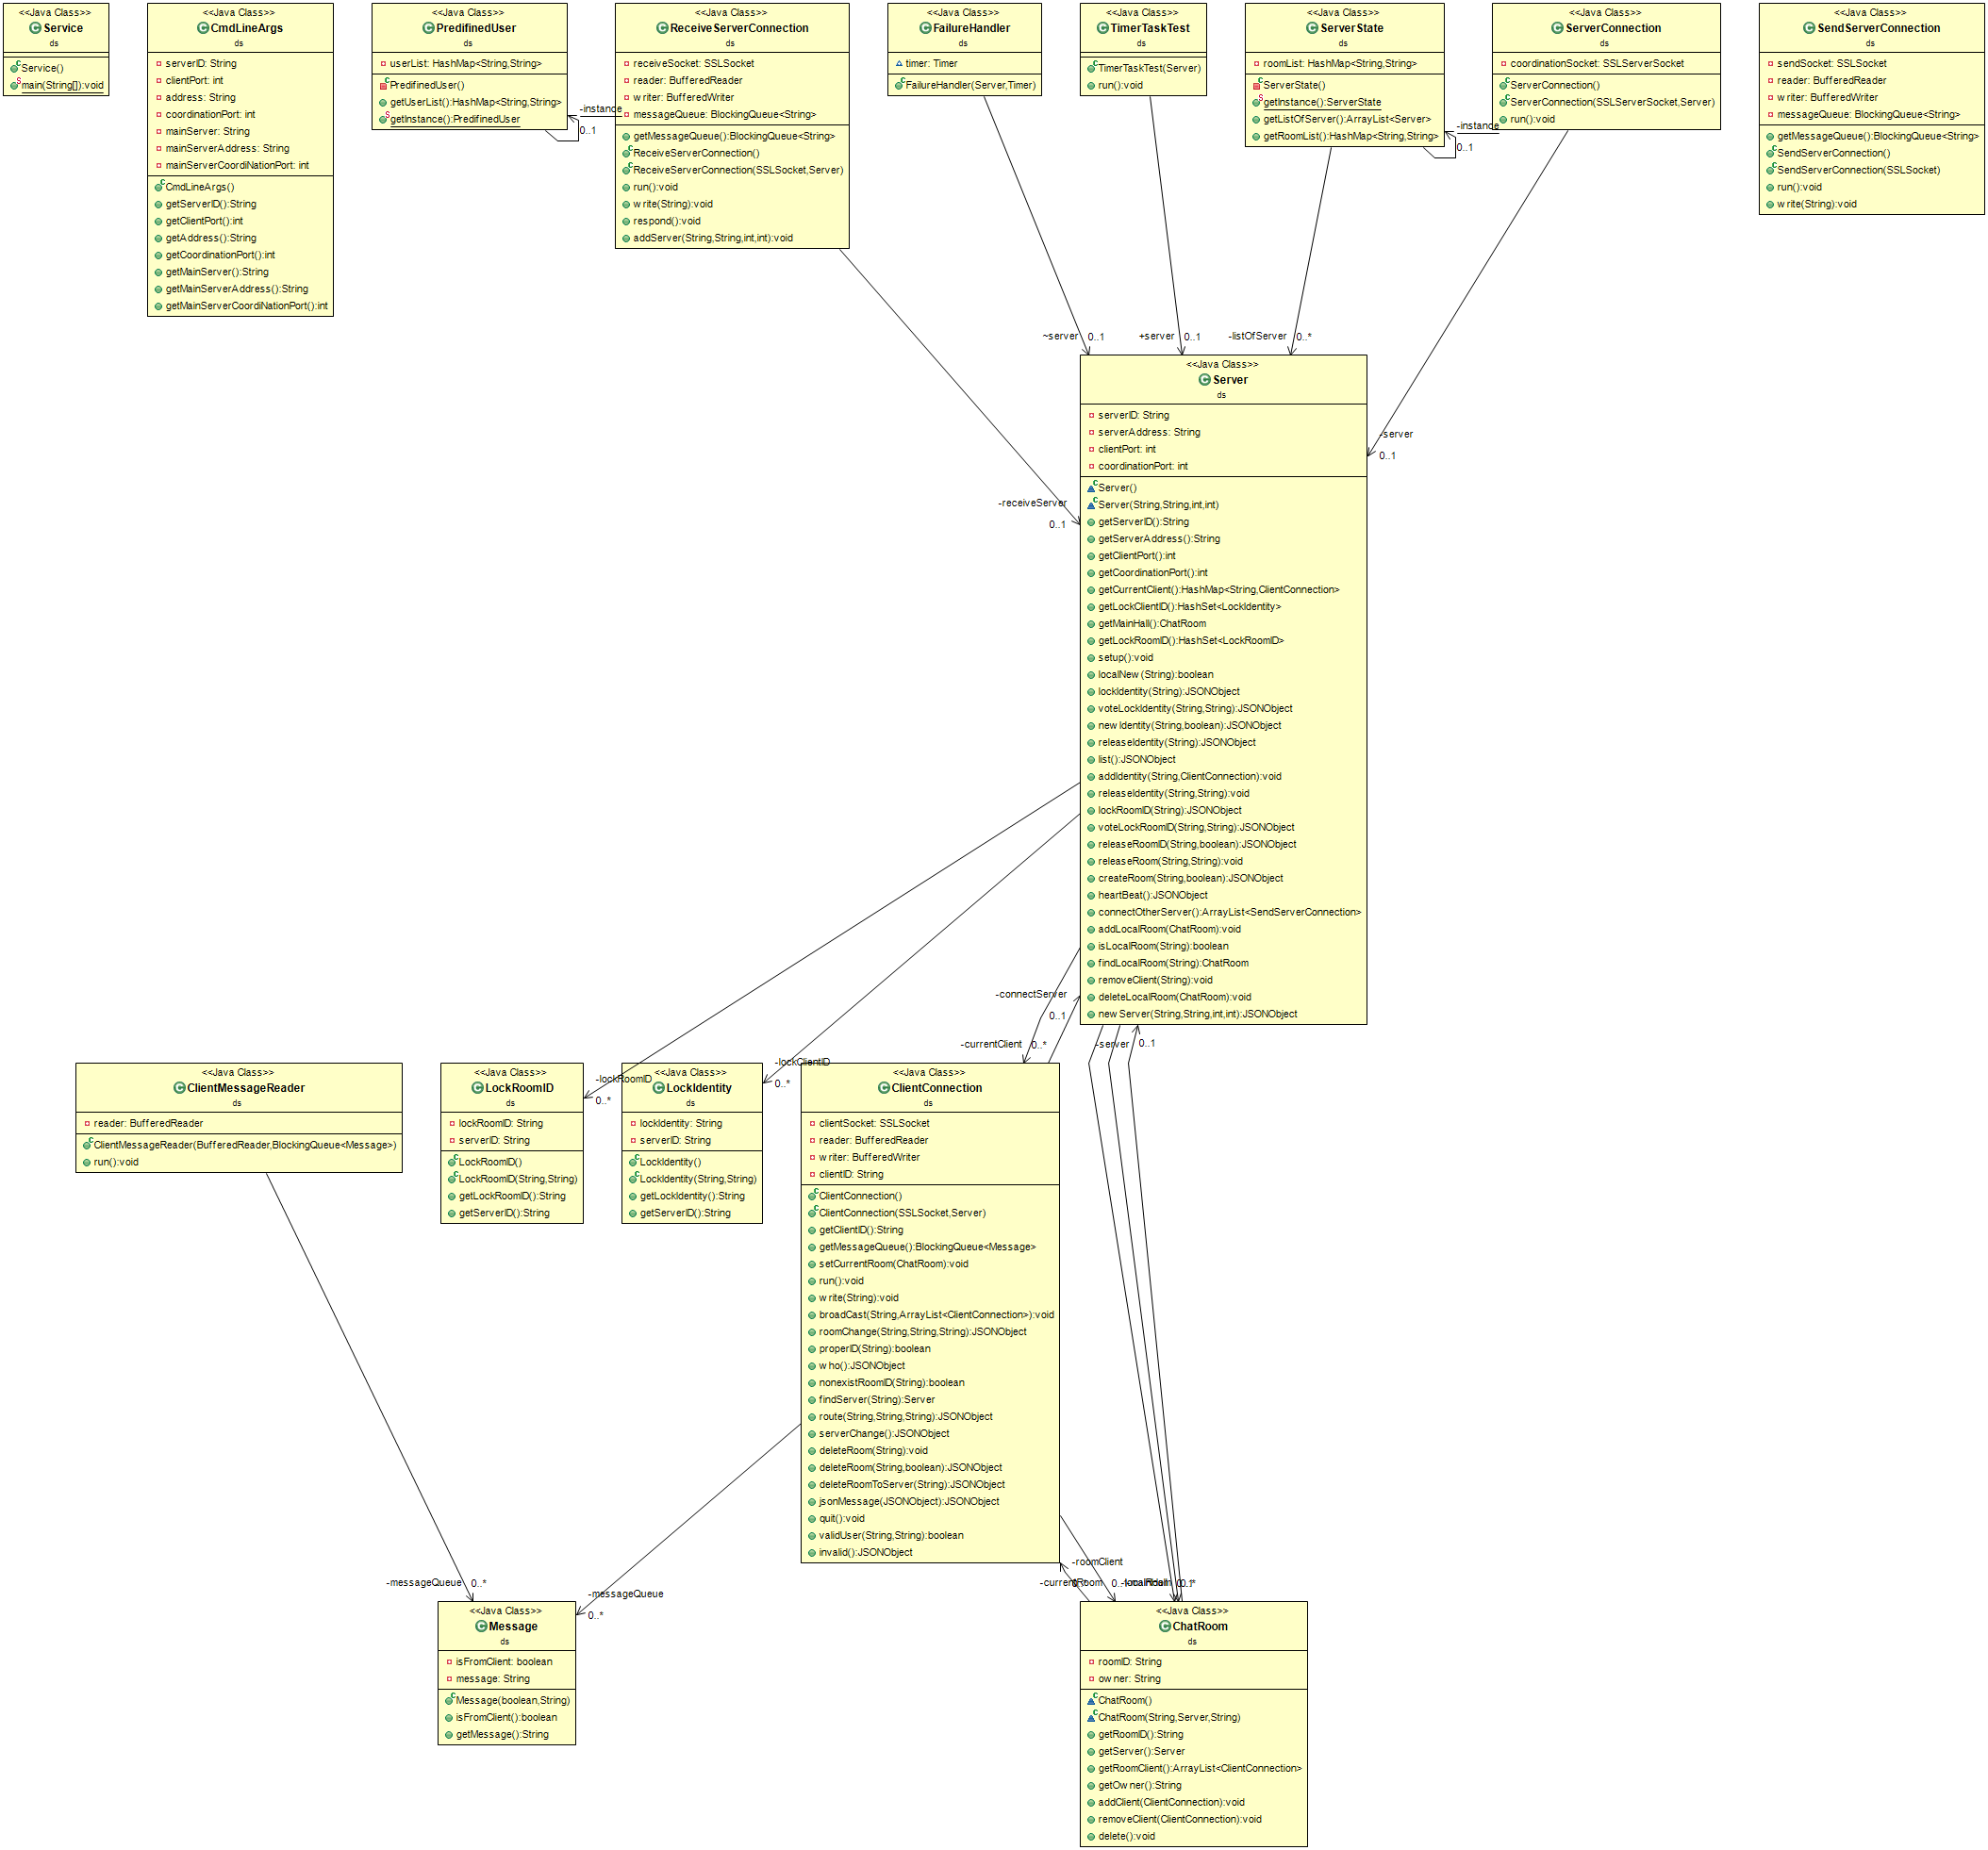 <<Java Class>>
Service
ds
Service()
main(String[]):void
<<Java Class>>
CmdLineArgs
ds
serverID: String
clientPort: int
address: String
coordinationPort: int
mainServer: String
mainServerAddress: String
mainServerCoordiNationPort: int
CmdLineArgs()
getServerID():String
getClientPort():int
getAddress():String
getCoordinationPort():int
getMainServer():String
getMainServerAddress():String
getMainServerCoordiNationPort():int
<<Java Class>>
PredifinedUser
ds
userList: HashMap<String,String>
PredifinedUser()
getUserList():HashMap<String,String>
getInstance():PredifinedUser
-instance
0..1
<<Java Class>>
ReceiveServerConnection
ds
receiveSocket: SSLSocket
reader: BufferedReader
writer: BufferedWriter
messageQueue: BlockingQueue<String>
getMessageQueue():BlockingQueue<String>
ReceiveServerConnection()
ReceiveServerConnection(SSLSocket,Server)
run():void
write(String):void
respond():void
addServer(String,String,int,int):void
<<Java Class>>
FailureHandler
ds
timer: Timer
FailureHandler(Server,Timer)
<<Java Class>>
TimerTaskTest
ds
TimerTaskTest(Server)
run():void
<<Java Class>>
ServerState
ds
roomList: HashMap<String,String>
ServerState()
getInstance():ServerState
getListOfServer():ArrayList<Server>
getRoomList():HashMap<String,String>
-instance
0..1
<<Java Class>>
ServerConnection
ds
coordinationSocket: SSLServerSocket
ServerConnection()
ServerConnection(SSLServerSocket,Server)
run():void
<<Java Class>>
SendServerConnection
ds
sendSocket: SSLSocket
reader: BufferedReader
writer: BufferedWriter
messageQueue: BlockingQueue<String>
getMessageQueue():BlockingQueue<String>
SendServerConnection()
SendServerConnection(SSLSocket)
run():void
write(String):void
~server
0..1
+server
0..1
-listOfServer
0..*
-server
0..1
-receiveServer
0..1
<<Java Class>>
Server
ds
serverID: String
serverAddress: String
clientPort: int
coordinationPort: int
Server()
Server(String,String,int,int)
getServerID():String
getServerAddress():String
getClientPort():int
getCoordinationPort():int
getCurrentClient():HashMap<String,ClientConnection>
getLockClientID():HashSet<LockIdentity>
getMainHall():ChatRoom
getLockRoomID():HashSet<LockRoomID>
setup():void
localNew(String):boolean
lockIdentity(String):JSONObject
voteLockIdentity(String,String):JSONObject
newIdentity(String,boolean):JSONObject
releaseIdentity(String):JSONObject
list():JSONObject
addIdentity(String,ClientConnection):void
releaseIdentity(String,String):void
lockRoomID(String):JSONObject
voteLockRoomID(String,String):JSONObject
releaseRoomID(String,boolean):JSONObject
releaseRoom(String,String):void
createRoom(String,boolean):JSONObject
heartBeat():JSONObject
connectOtherServer():ArrayList<SendServerConnection>
addLocalRoom(ChatRoom):void
isLocalRoom(String):boolean
findLocalRoom(String):ChatRoom
removeClient(String):void
deleteLocalRoom(ChatRoom):void
newServer(String,String,int,int):JSONObject
-connectServer
0..1
-currentClient
0..*
-server
0..1
-lockClientID
0..*
-lockRoomID
0..*
<<Java Class>>
ClientMessageReader
ds
reader: BufferedReader
ClientMessageReader(BufferedReader,BlockingQueue<Message>)
run():void
<<Java Class>>
LockRoomID
ds
lockRoomID: String
serverID: String
LockRoomID()
LockRoomID(String,String)
getLockRoomID():String
getServerID():String
<<Java Class>>
LockIdentity
ds
lockIdentity: String
serverID: String
LockIdentity()
LockIdentity(String,String)
getLockIdentity():String
getServerID():String
<<Java Class>>
ClientConnection
ds
clientSocket: SSLSocket
reader: BufferedReader
writer: BufferedWriter
clientID: String
ClientConnection()
ClientConnection(SSLSocket,Server)
getClientID():String
getMessageQueue():BlockingQueue<Message>
setCurrentRoom(ChatRoom):void
run():void
write(String):void
broadCast(String,ArrayList<ClientConnection>):void
roomChange(String,String,String):JSONObject
properID(String):boolean
who():JSONObject
nonexistRoomID(String):boolean
findServer(String):Server
route(String,String,String):JSONObject
serverChange():JSONObject
deleteRoom(String):void
deleteRoom(String,boolean):JSONObject
deleteRoomToServer(String):JSONObject
jsonMessage(JSONObject):JSONObject
quit():void
validUser(String,String):boolean
invalid():JSONObject
-messageQueue
0..*
-messageQueue
0..*
-roomClient
-currentRoom
<<Java Class>>
Message
ds
isFromClient: boolean
message: String
Message(boolean,String)
isFromClient():boolean
getMessage():String
<<Java Class>>
ChatRoom
ds
roomID: String
owner: String
ChatRoom()
ChatRoom(String,Server,String)
getRoomID():String
getServer():Server
getRoomClient():ArrayList<ClientConnection>
getOwner():String
addClient(ClientConnection):void
removeClient(ClientConnection):void
delete():void